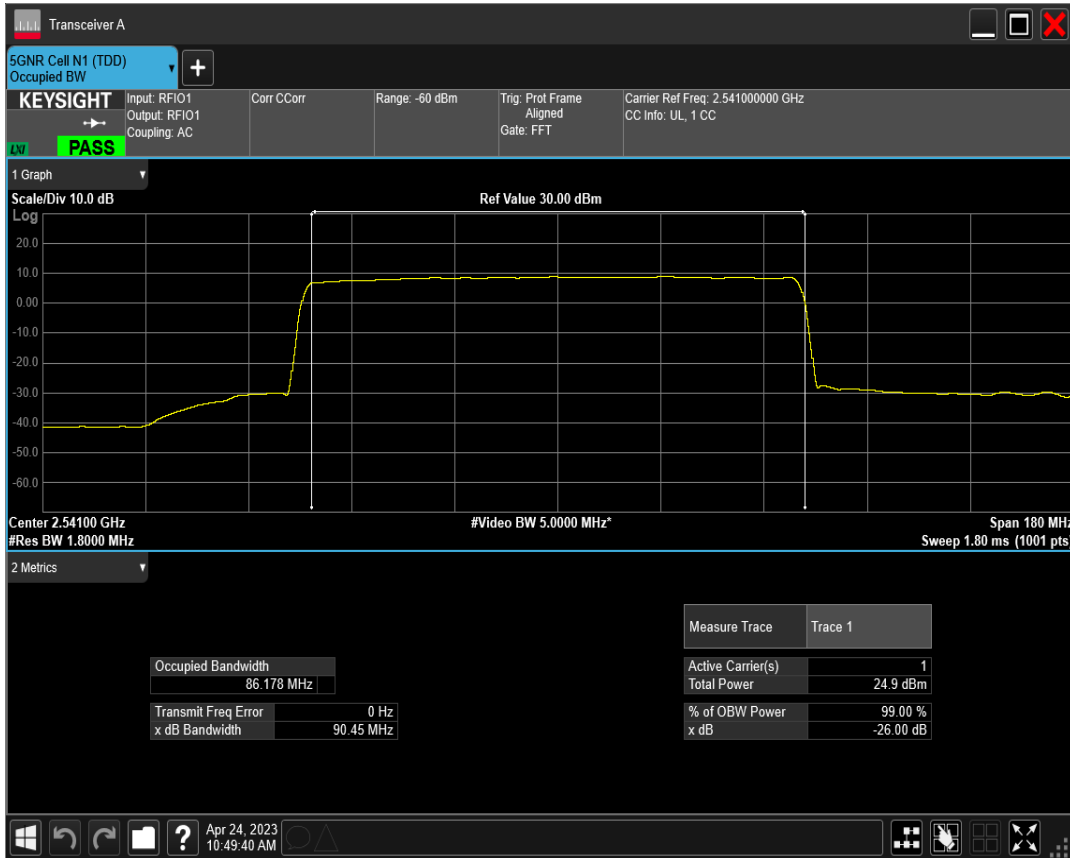 Transceiver A
5GNR Cell N1 (TDD)
Occupied BW
+
KEYSIGHT
LXI
PASS
Input: RFIO1
Output: RFIO1
Coupling: AC
Corr CCorr
Range: -60 dBm
Trig: Prot Frame
Aligned
Gate: FFT
Carrier Ref Freq: 2.541000000 GHz
CC Info: UL, 1 CC
1 Graph
Scale/Div 10.0 dB
Ref Value 30.00 dBm
Log
20.0
10.0
0.00
-10.0
-20.0
-30.0
-40.0
-50.0
-60.0
Center 2.54100 GHz
#Video BW 5.0000 MHz*
Span 180 MHz
#Res BW 1.8000 MHz
Sweep 1.80 ms (1001 pts)
2 Metrics
Measure Trace Trace 1
Occupied Bandwidth
86.178 MHz
Active Carrier(s) 1
Total Power 24.9 dBm
Transmit Freq Error 0 Hz
x dB Bandwidth 90.45 MHz
% of OBW Power 99.00 %
x dB -26.00 dB
?
Apr 24, 2023
10:49:40 AM